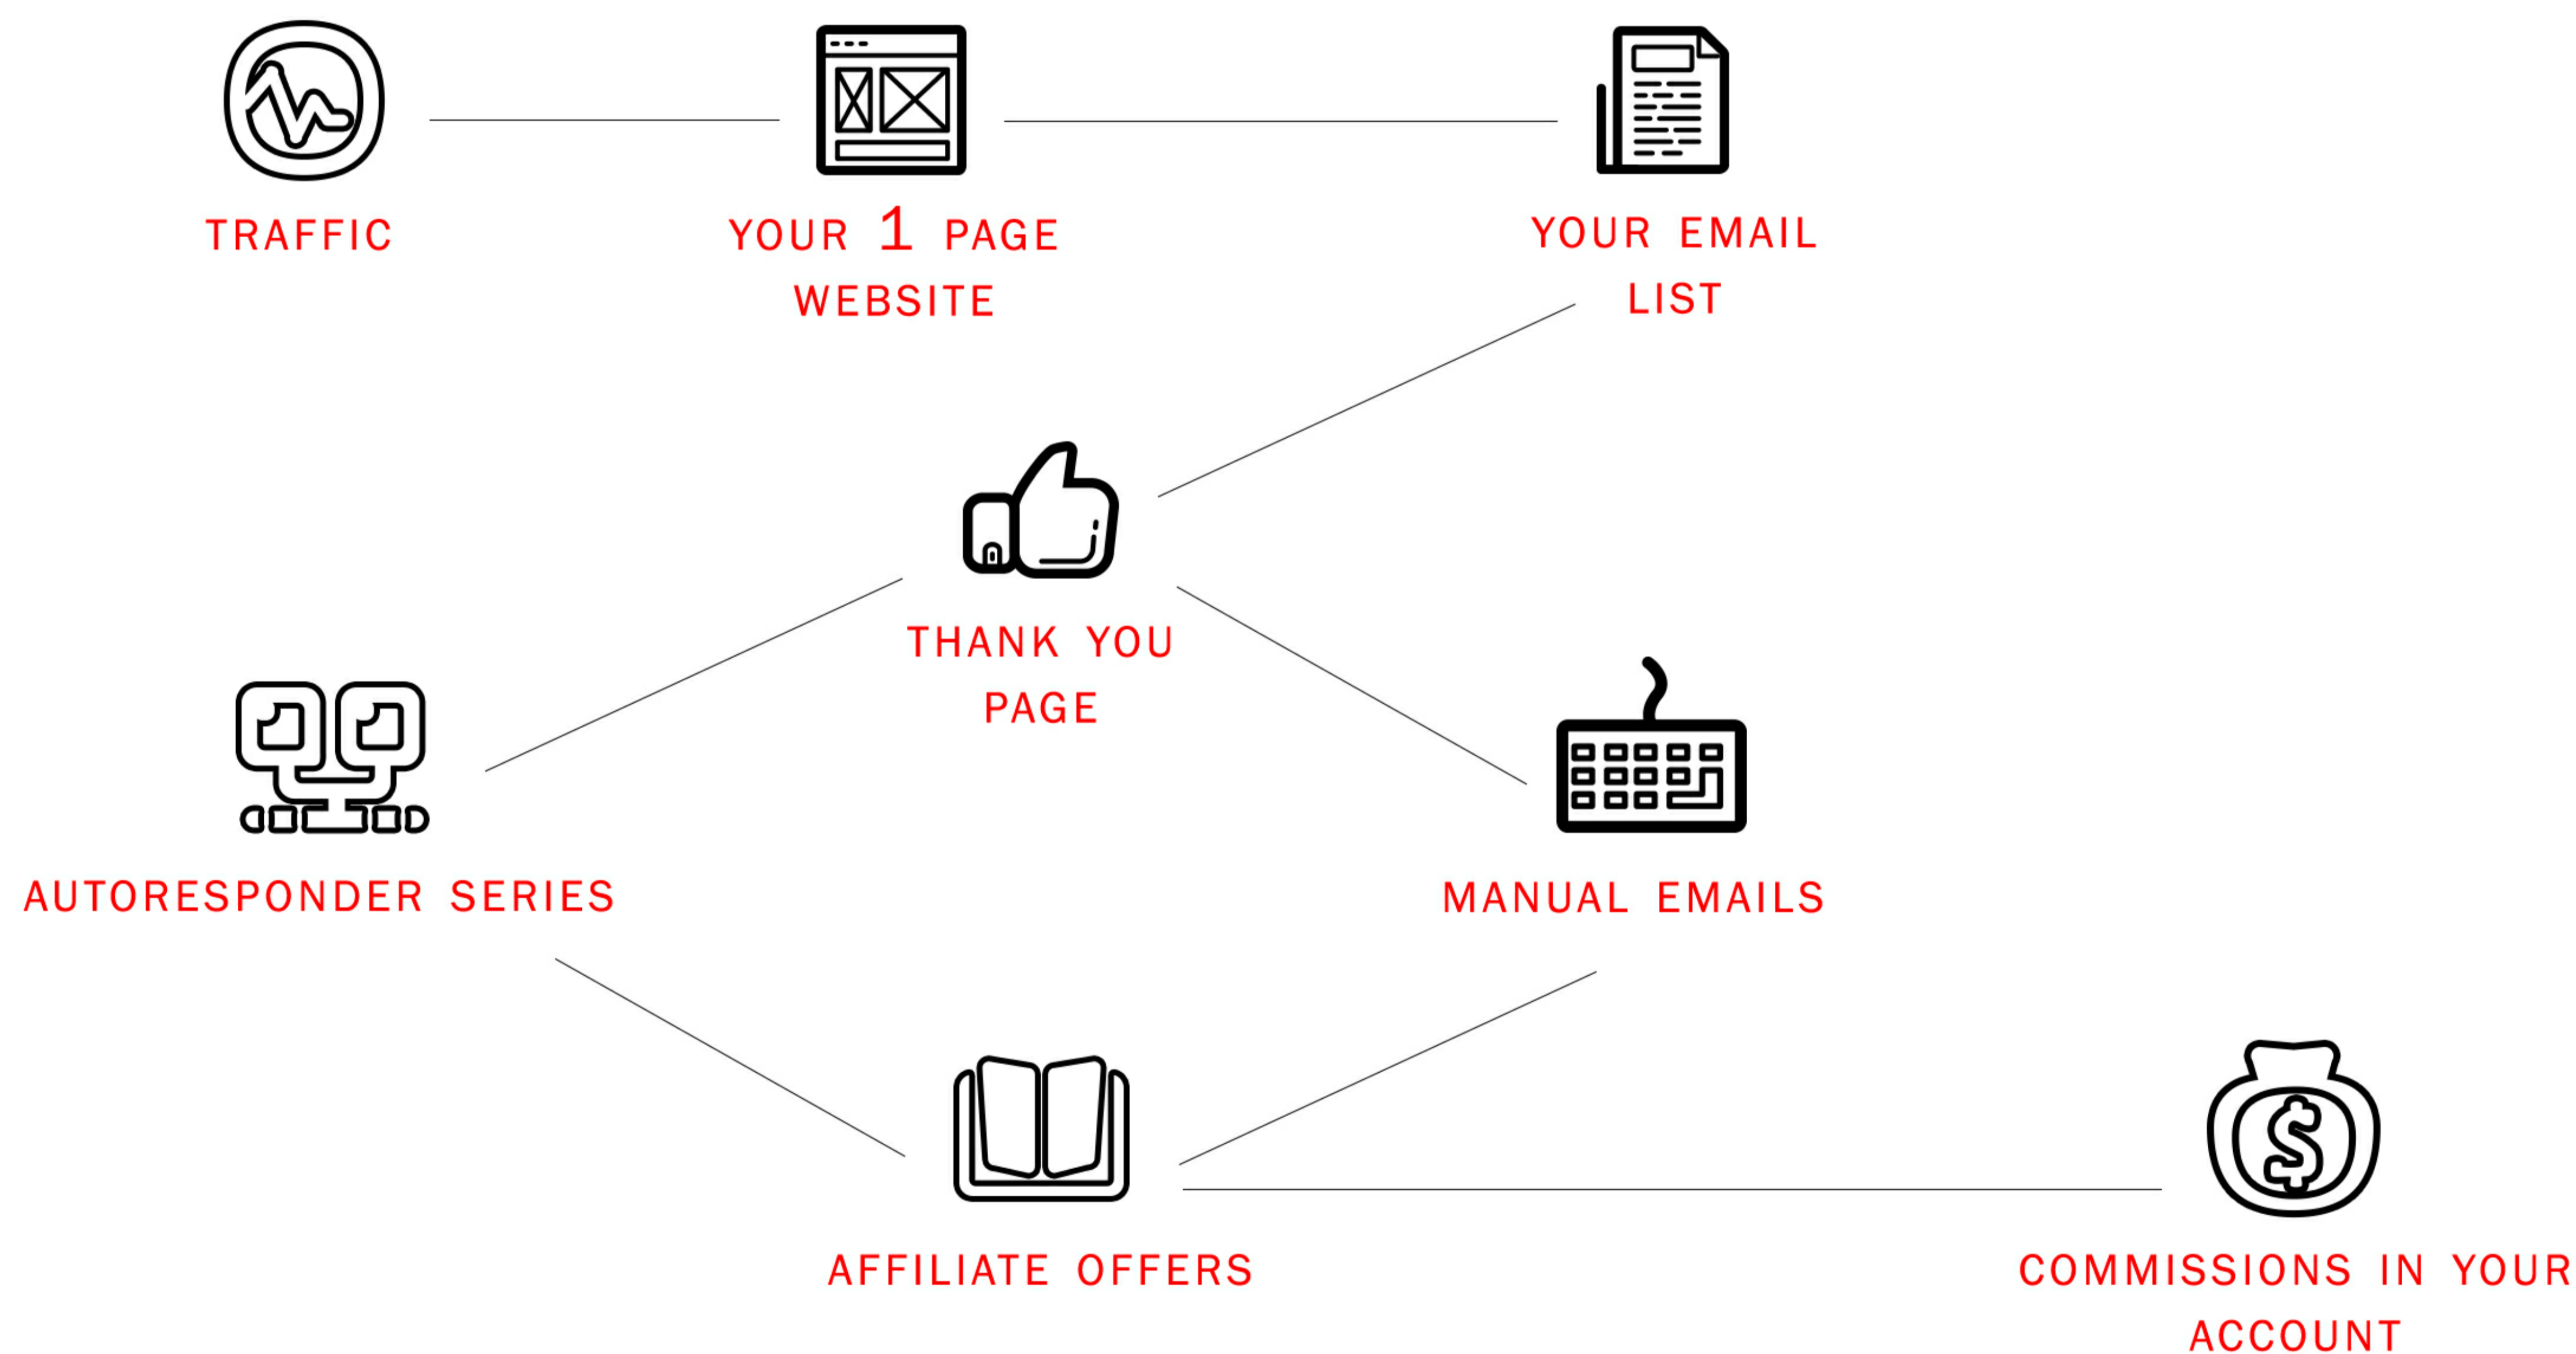 TRAFFIC
YOUR 1 PAGE
WEBSITE
YOUR EMAIL
LIST
THANK YOU
PAGE
AUTORESPONDER SERIES
MANUAL EMAILS
AFFILIATE OFFERS
COMMISSIONS IN YOUR
ACCOUNT